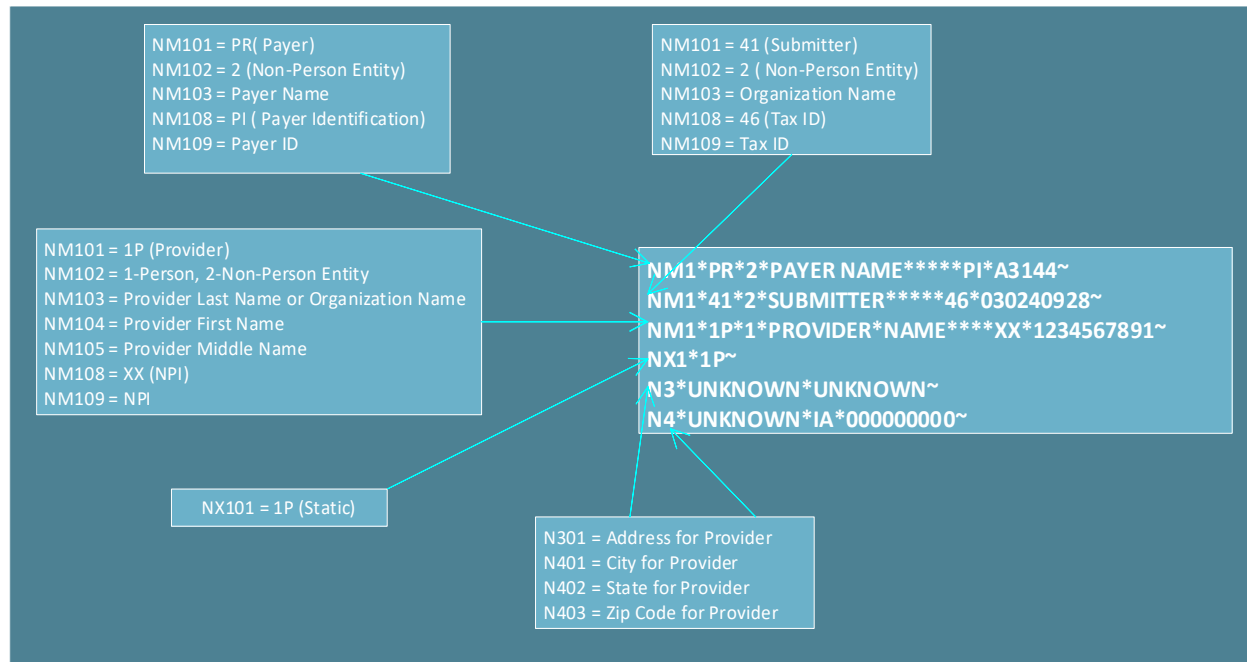 NM101 = PR( Payer)
NM102 = 2 (Non-Person Entity)
NM103 = Payer Name
NM108 = PI ( Payer Identification)
NM109 = Payer ID
NM101 = 41 (Submitter)
NM102 = 2 ( Non-Person Entity)
NM103 = Organization Name
NM108 = 46 (Tax ID)
NM109 = Tax ID
NM101 = 1P (Provider)
NM102 = 1-Person, 2-Non-Person Entity
NM103 = Provider Last Name or Organization Name
NM104 = Provider First Name
NM105 = Provider Middle Name
NM108 = XX (NPI)
NM109 = NPI
NM1*PR*2*PAYER NAME*****PI*A3144~
NM1*41*2*SUBMITTER*****46*030240928~
NM1*1P*1*PROVIDER*NAME****XX*1234567891~
NX1*1P~
N3*UNKNOWN*UNKNOWN~
N4*UNKNOWN*IA*000000000~
NX101 = 1P (Static)
N301 = Address for Provider
N401 = City for Provider
N402 = State for Provider
N403 = Zip Code for Provider